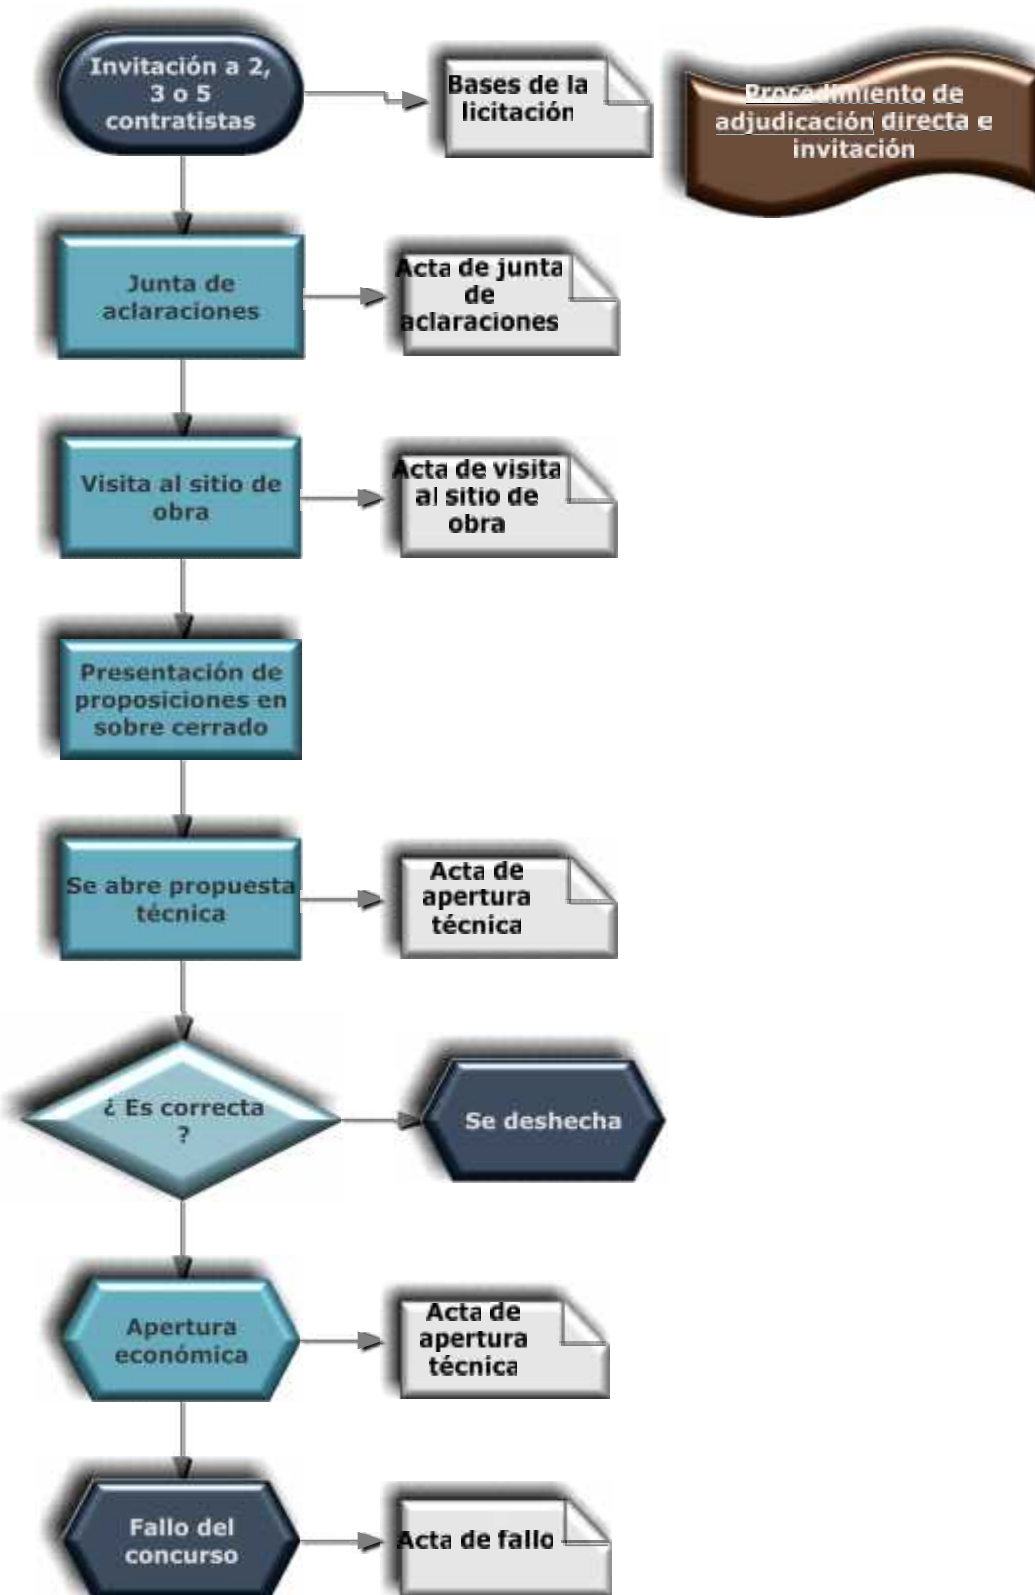 Invitación a 2,
3 o 5
contratistas
Bases de la
licitación
Procedimiento de
adjudicación directa e
invitación
Junta de
aclaraciones
Acta de junta
de
aclaraciones
Visita al sitio de
obra
Acta de visita
al sitio de
obra
Presentación de
proposiciones en
sobre cerrado
Se abre propuesta
técnica
Acta de
apertura
técnica
¿ Es correcta
?
Se deshecha
Apertura
económica
Acta de
apertura
técnica
Fallo del
concurso
Acta de fallo